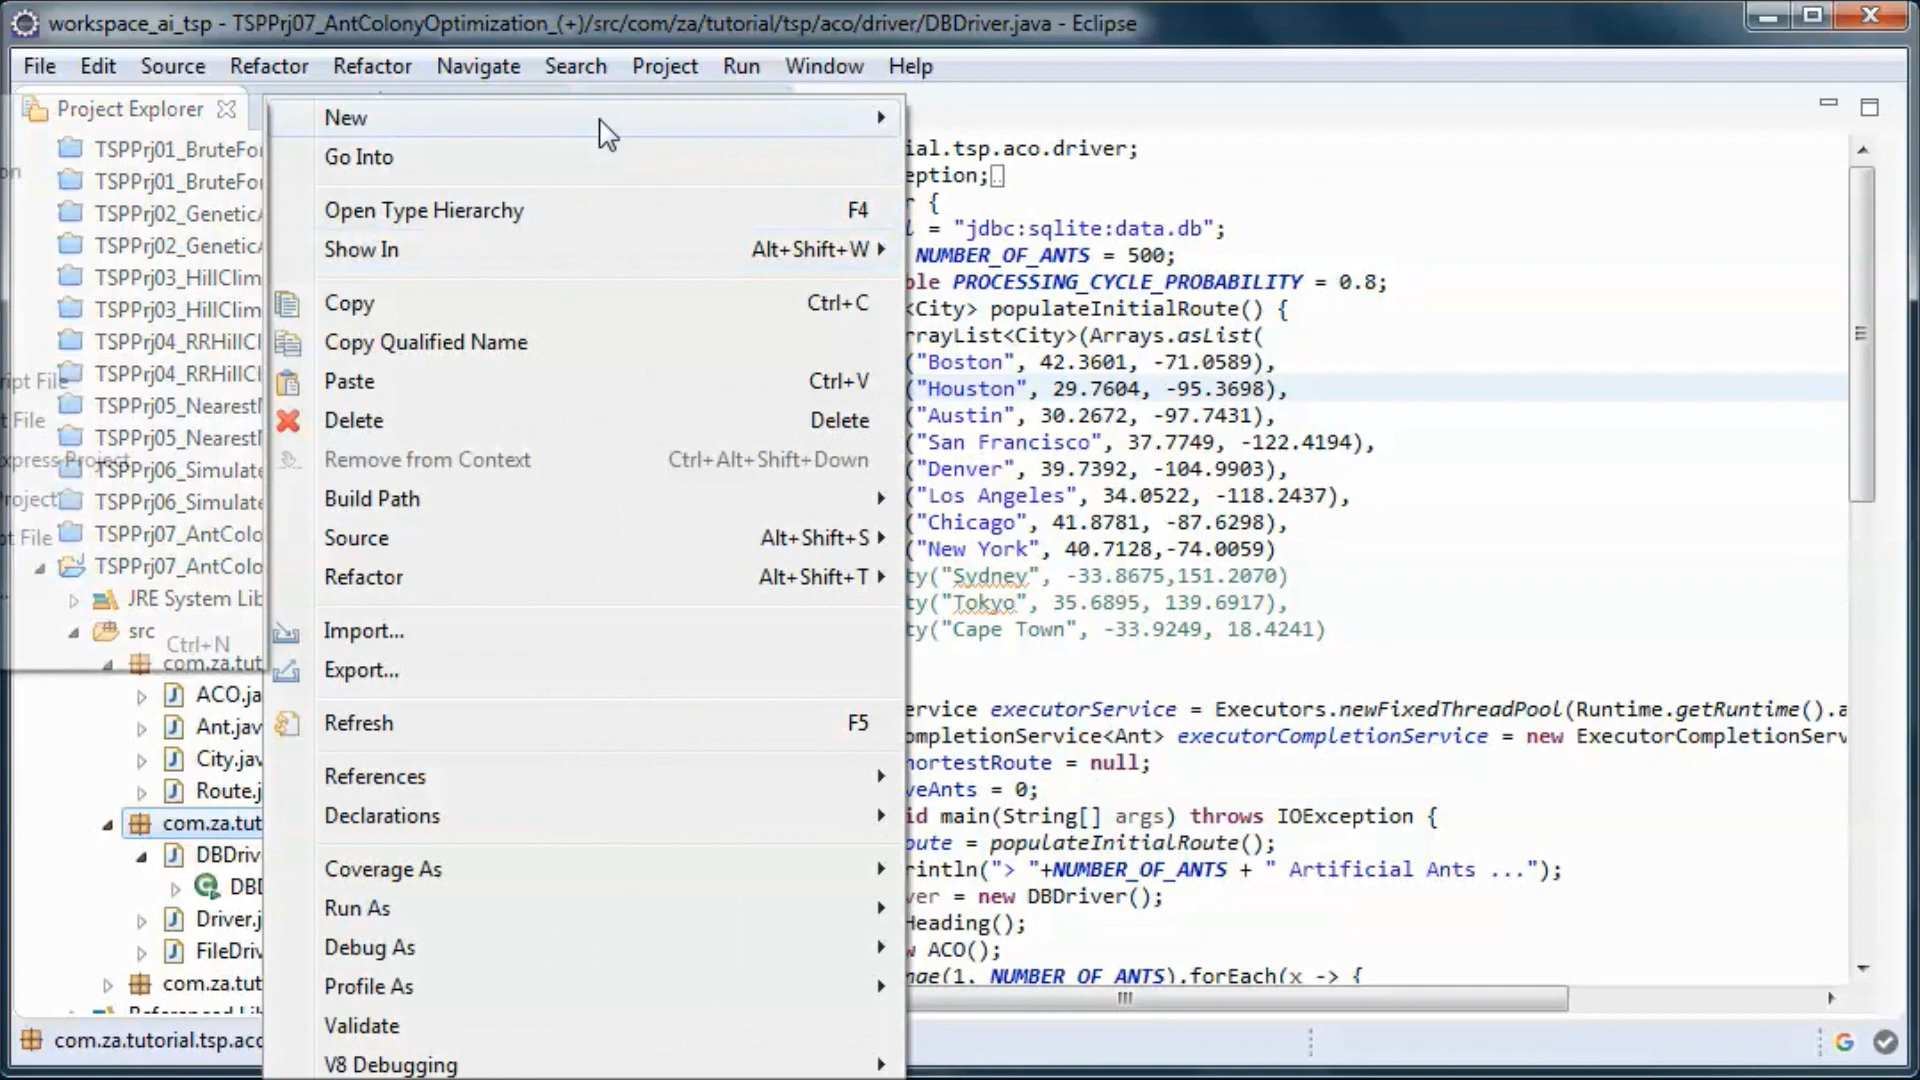 workspace_ai_tsp - TSPPrj07_AntColonyOptimization_(+)/src/com/za/tutorial/tsp/aco/driver/DBDriver.java - Eclipse
File Edit Source Refactor Refactor Navigate Search Project Run Window Help
Project Explorer
TSPPrj01_BruteFo
TSPPrj01_BruteFo
TSPPrj02_Genetic
TSPPrj02_Genetic
TSPPrj03_HillClim
TSPPrj03_HillClim
TSPPrj04_RRHillCl
TSPPrj04_RRHillCl
TSPPrj05_Nearest
TSPPrj05_Nearest
TSPPrj06_Simulate
TSPPrj06_Simulate
TSPPrj07_AntColo
TSPPrj07_AntColo
JRE System Lib
src
Ctrl+N
com.za.tut
ACO.ja
Ant.jav
City.jav
Route.j
com.za.tut
DBDriv
DBD
Driver.j
FileDriv
com.za.tut
com.za.tutorial.tsp.aco
New
Go Into
Open Type Hierarchy F4
Show In Alt+Shift+W
Copy Ctrl+C
Copy Qualified Name
Paste Ctrl+V
Delete Delete
Remove from Context Ctrl+Alt+Shift+Down
Build Path
Source Alt+Shift+S
Refactor Alt+Shift+T
Import...
Export...
Refresh F5
References
Declarations
Coverage As
Run As
Debug As
Profile As
Validate
V8 Debugging
ial.tsp.aco.driver;
eption;
r {
l = "jdbc:sqlite:data.db";
NUMBER_OF_ANTS = 500;
ble PROCESSING_CYCLE_PROBABILITY = 0.8;
<City> populateInitialRoute() {
rrayList<City>(Arrays.asList(
("Boston", 42.3601, -71.0589),
("Houston", 29.7604, -95.3698),
("Austin", 30.2672, -97.7431),
("San Francisco", 37.7749, -122.4194),
("Denver", 39.7392, -104.9903),
("Los Angeles", 34.0522, -118.2437),
("Chicago", 41.8781, -87.6298),
("New York", 40.7128,-74.0059)
ty("Sydney", -33.8675,151.2070)
ty("Tokyo", 35.6895, 139.6917),
ty("Cape Town", -33.9249, 18.4241)
ervice executorService = Executors.newFixedThreadPool(Runtime.getRuntime().a
ompletionService<Ant> executorCompletionService = new ExecutorCompletionServ
hortestRoute = null;
veAnts = 0;
id main(String[] args) throws IOException {
oute = populateInitialRoute();
rintln("> "+NUMBER_OF_ANTS + " Artificial Ants ...");
ver = new DBDriver();
Heading();
w ACO();
nge(1, NUMBER_OF_ANTS).forEach(x -> {